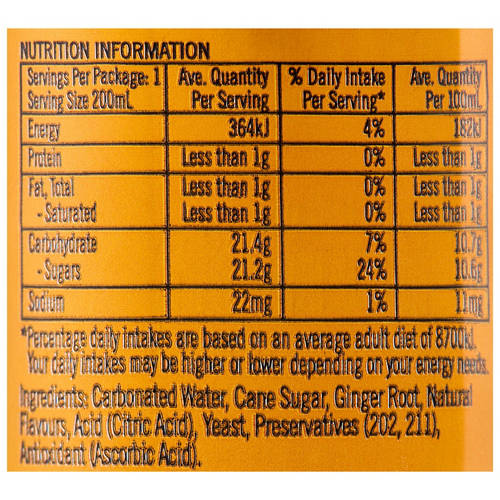 NUTRITION INFORMATION
Servings Per Package: 1 Ave. Quantity % Daily Intake Ave. Quantity
Serving Size 200mL Per Serving Per Serving* Per 100mL
Energy 364kJ 4% 182kJ
Protein Less than 1g 0% Less than 1g
Fat, Total Less than 1g 0% Less than 1g
-Saturated Less than 1g 0% Less than 1g
Carbohydrate 21.4g 7% 10.7g
-Sugars 21.2g 24% 10.6g
Sodium 22mg 1% 11mg
*Percentage daily intakes are based on an average adult diet of 8700kJ.
Your daily intakes may be higher or lower depending on your energy needs.
Ingredients: Carbonated Water, Cane Sugar, Ginger Root, Natural
Flavours, Acid (Citric Acid), Yeast, Preservatives (202, 211),
Antioxidant (Ascorbic Acid).